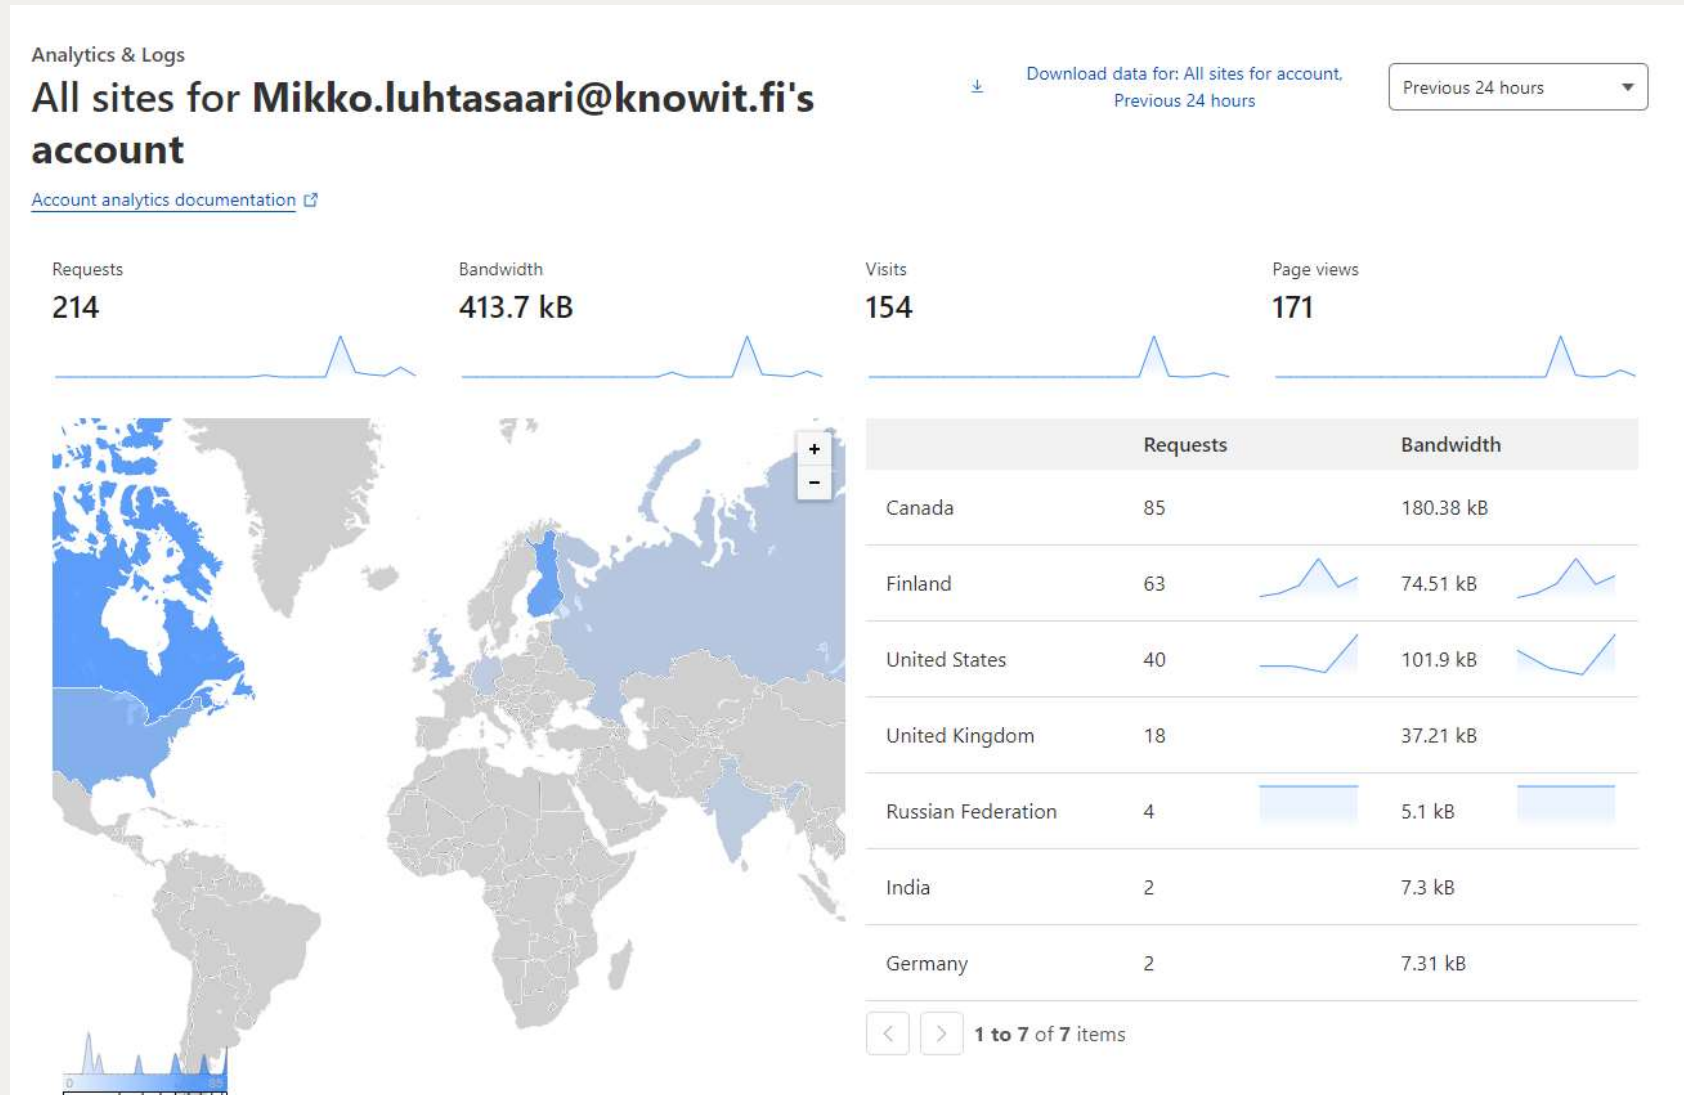 Analytics & Logs
All sites for Mikko.luhtasaari@knowit.fi's
account
Account analytics documentation
Download data for: All sites for account,
Previous 24 hours
Previous 24 hours
Requests
214
Bandwidth
413.7 kB
Visits
154
Page views
171
+
−
Requests Bandwidth
Canada 85 180.38 kB
Finland 63 74.51 kB
United States 40 101.9 kB
United Kingdom 18 37.21 kB
Russian Federation 4 5.1 kB
India 2 7.3 kB
Germany 2 7.31 kB
1 to 7 of 7 items
0 85